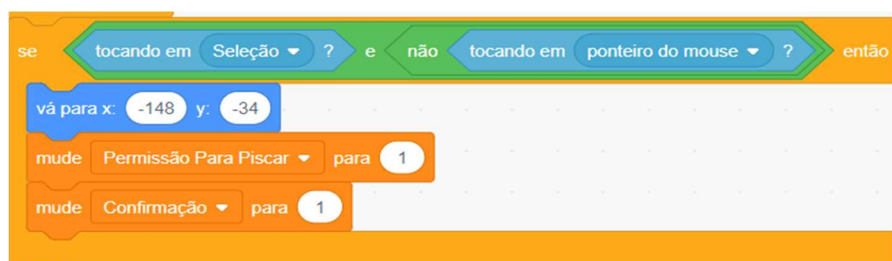 se tocando em Seleção ? e não tocando em ponteiro do mouse ? então
vá para x: -148 y: -34
mude Permissão Para Piscar para 1
mude Confirmação para 1